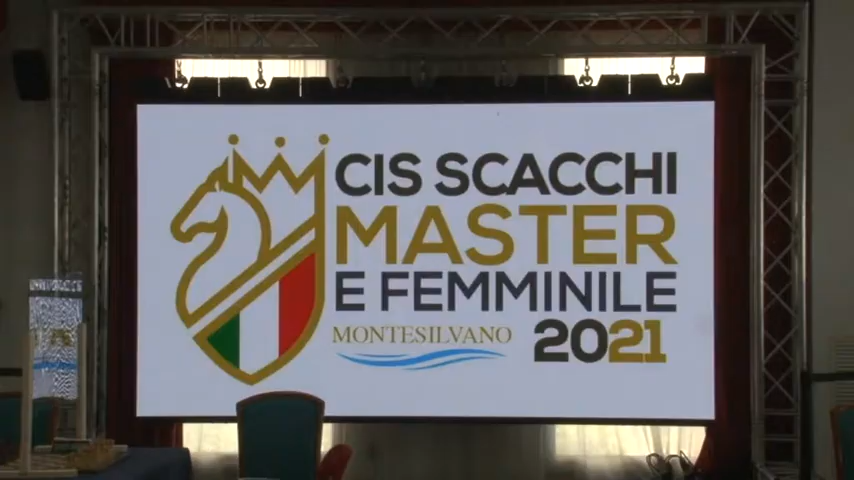 CIS SCACCHI
MASTER
E FEMMINILE
MONTESILVANO
2021